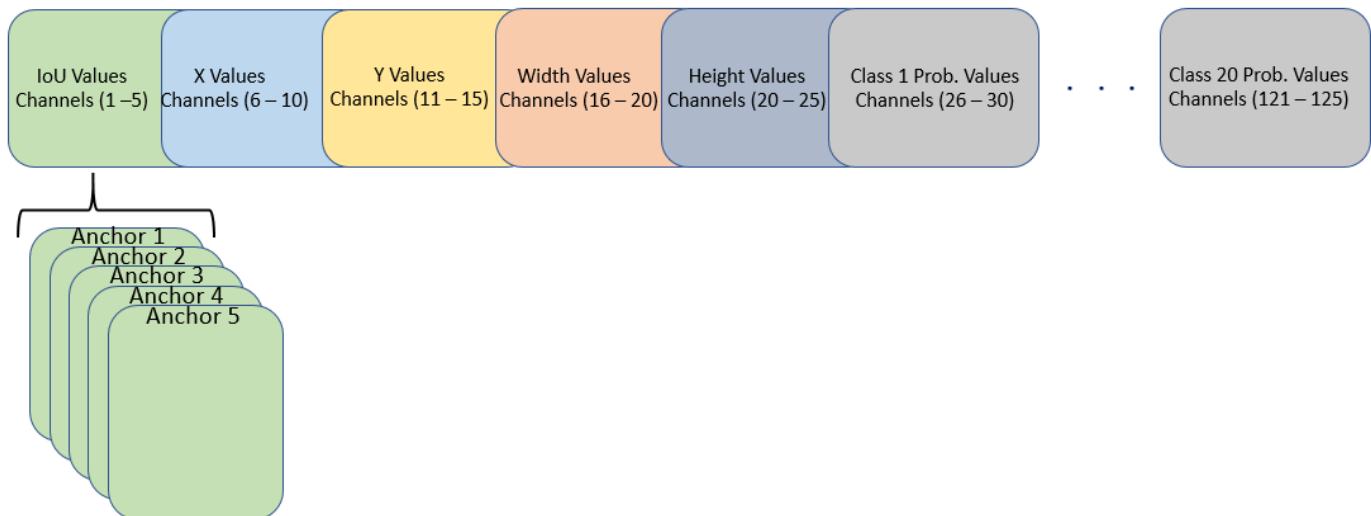 IoU Values
Channels (1 –5)
X Values
Channels (6 – 10)
Y Values
Channels (11 – 15)
Width Values
Channels (16 – 20)
Height Values
Channels (20 – 25)
Class 1 Prob. Values
Channels (26 – 30)
. . .
Class 20 Prob. Values
Channels (121 – 125)
Anchor 1
Anchor 2
Anchor 3
Anchor 4
Anchor 5